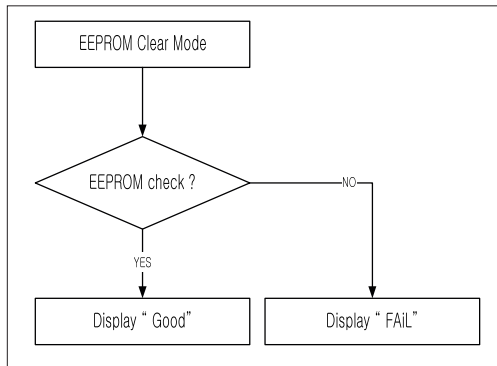 EEPROM Clear Mode
EEPROM check ?
NO
YES
Display “ Good”
Display “ FAiL”